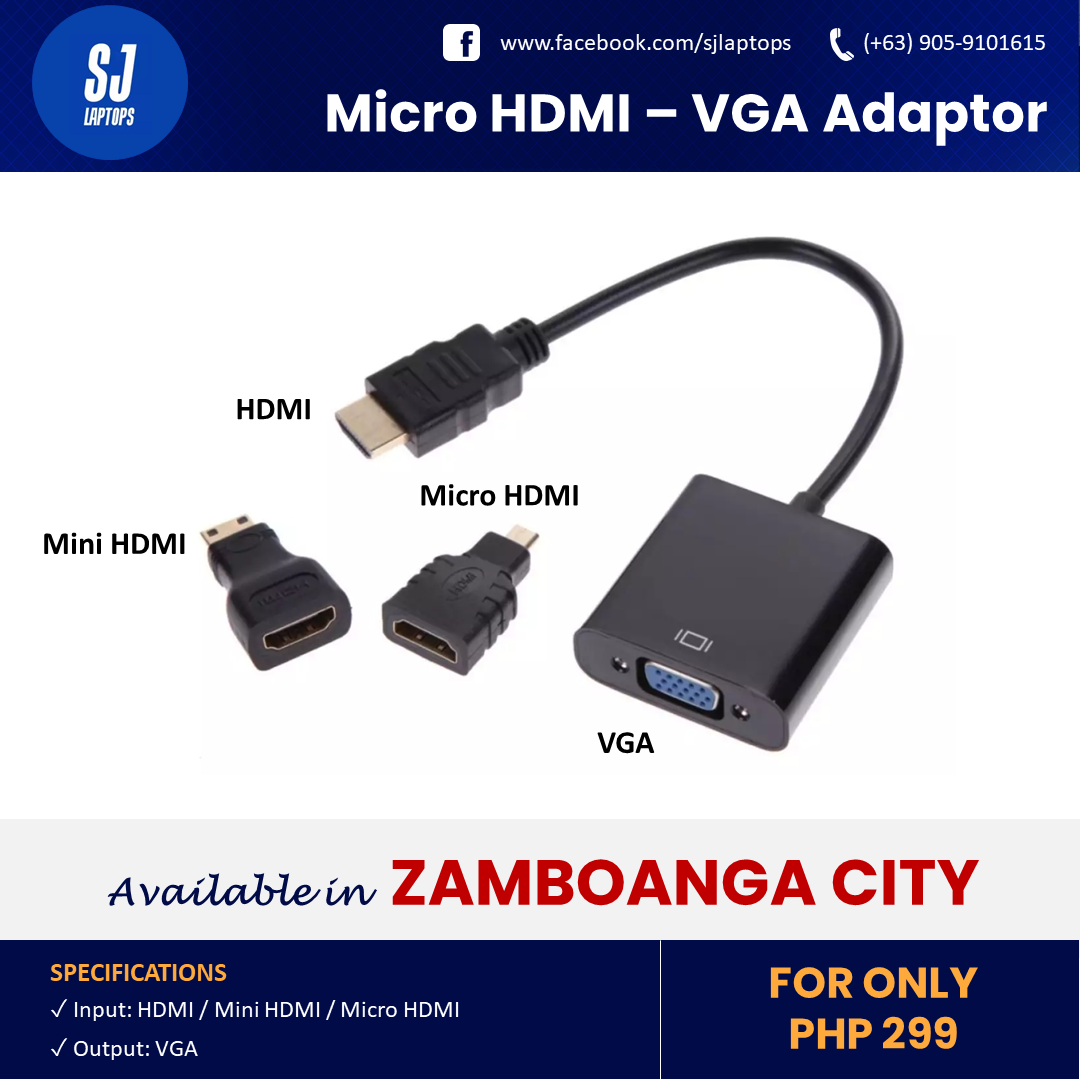 SJ
LAPTOPS
www.facebook.com/sjlaptops (+63) 905-9101615
Micro HDMI – VGA Adaptor
HDMI
Micro HDMI
Mini HDMI
HDMI
VGA
Available in ZAMBOANGA CITY
SPECIFICATIONS
✓ Input: HDMI / Mini HDMI / Micro HDMI
✓ Output: VGA
FOR ONLY
PHP 299